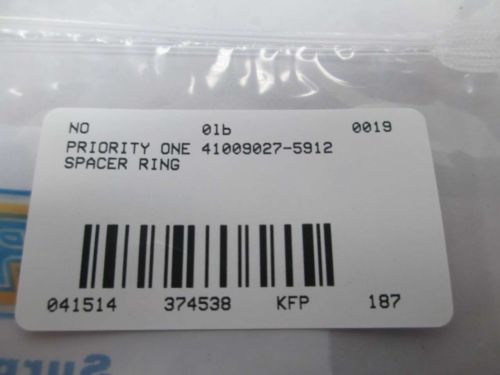 NO 01b 0019
PRIORITY ONE 41009027-5912
SPACER RING
041514 374538 KFP 187